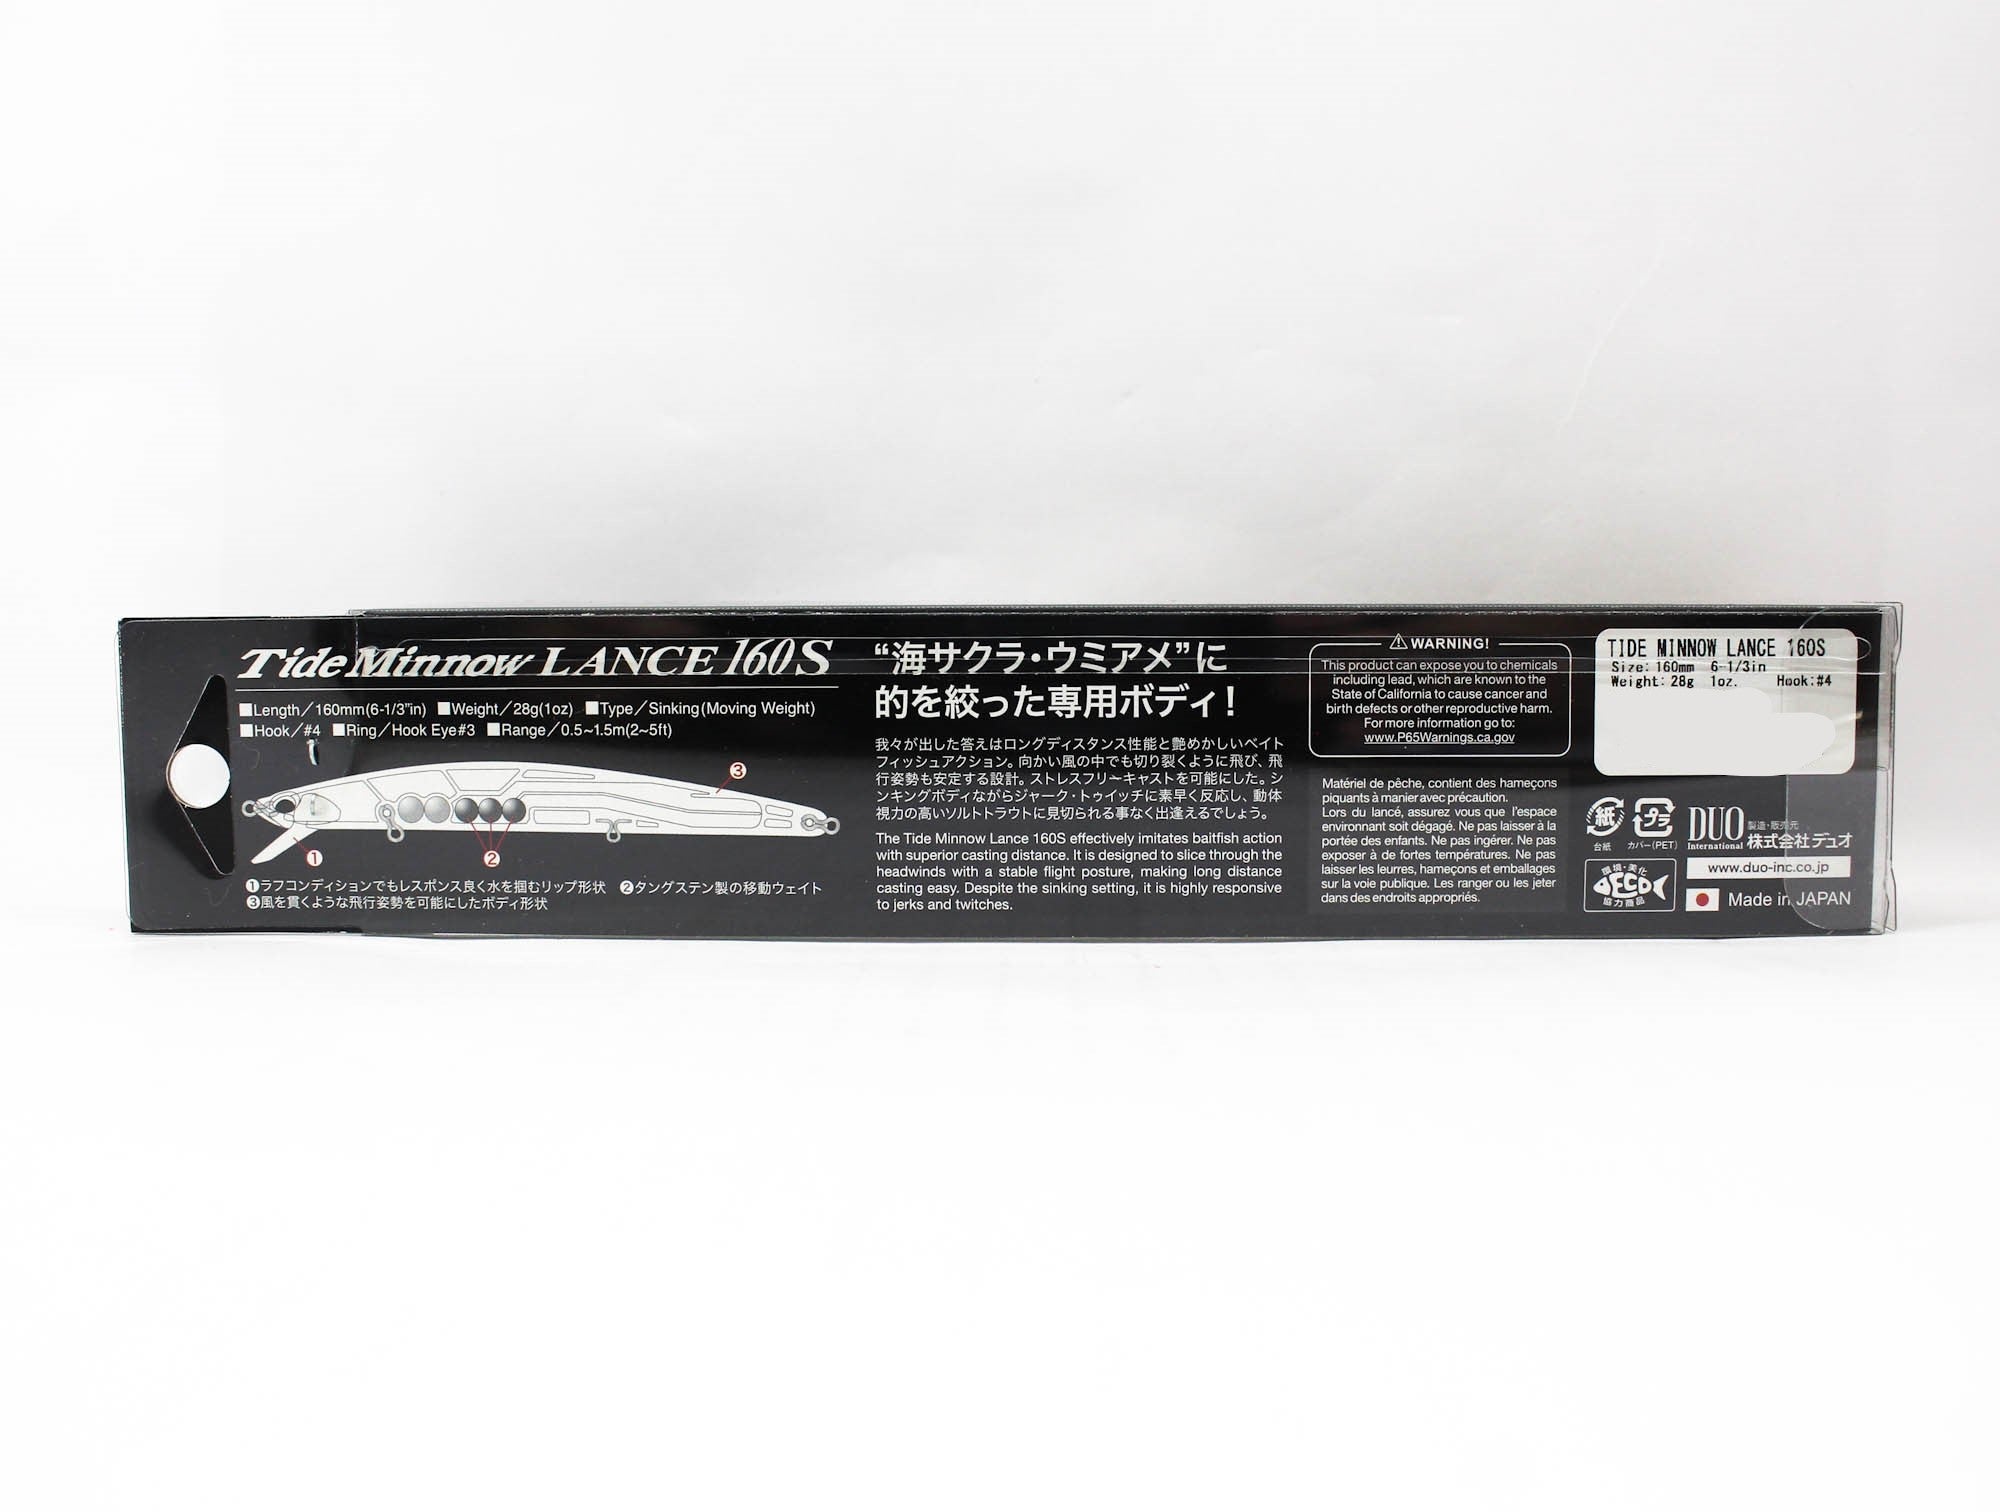 Tide Minnow LANCE 160S
■Length／160mm(6-1/3"in) ■Weight／28g(1oz) ■Type／Sinking(Moving Weight)
■Hook／#4 ■Ring／Hook Eye#3 ■Range／0.5~1.5m(2~5ft)
❸
❶
❷
❶ラフコンディションでもレスポンス良く水を掴むリップ形状 ❷タングステン製の移動ウェイト
❸風を貫くような飛行姿勢を可能にしたボディ形状
“海サクラ・ウミアメ”に
的を絞った専用ボディ！
我々が出した答えはロングディスタンス性能と艶めかしいベイト
フィッシュアクション。向かい風の中でも切り裂くように飛び、飛
行姿勢も安定する設計。ストレスフリーキャストを可能にした。シ
ンキングボディながらジャーク・トゥイッチに素早く反応し、動体
視力の高いソルトトラウトに見切られる事なく出逢えるでしょう。
The Tide Minnow Lance 160S effectively imitates baitfish action
with superior casting distance. It is designed to slice through the
headwinds with a stable flight posture, making long distance
casting easy. Despite the sinking setting, it is highly responsive
to jerks and twitches.
WARNING!
This product can expose you to chemicals
including lead, which are known to the
State of California to cause cancer and
birth defects or other reproductive harm.
For more information go to:
www.P65Warnings.ca.gov
Matériel de pêche, contient des hameçons
piquants à manier avec précaution.
Lors du lancé, assurez vous que l'espace
environnant soit dégagé. Ne pas laisser à la
portée des enfants. Ne pas ingérer. Ne pas
exposer à de fortes températures. Ne pas
laisser les leurres, hameçons et emballages
sur la voie publique. Les ranger ou les jeter
dans des endroits appropriés.
TIDE MINNOW LANCE 160S
Size: 160mm 6-1/3in
Weight: 28g 1oz. Hook:#4
紙
台紙
プラ
カバー(PET)
DUO
International
製造・販売元
株式会社デュオ
www.duo-inc.co.jp
環境・美化
DECO
協力商品
Made in JAPAN